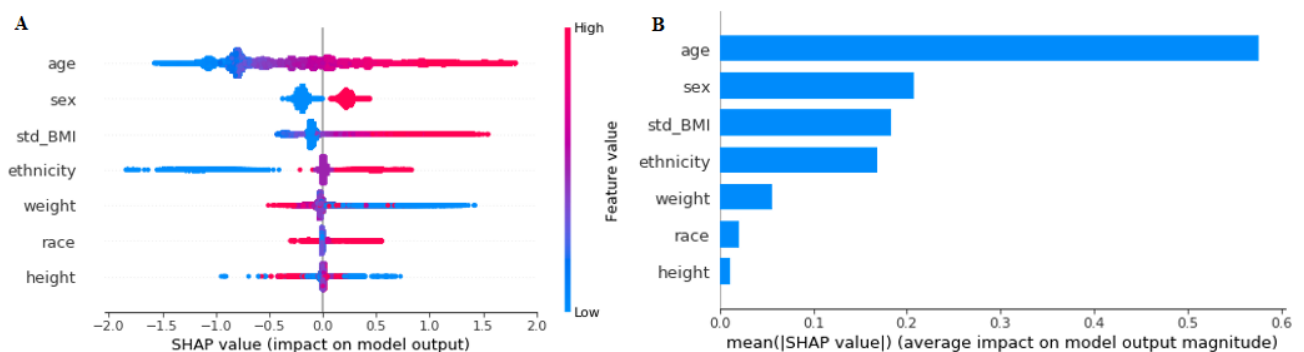 A
age
sex
std_BMI
ethnicity
weight
race
height
−2.0 −1.5 −1.0 −0.5 0.0 0.5 1.0 1.5 2.0
SHAP value (impact on model output)
High
Feature value
Low
B
age
sex
std_BMI
ethnicity
weight
race
height
0.0 0.1 0.2 0.3 0.4 0.5 0.6
mean(|SHAP value|) (average impact on model output magnitude)